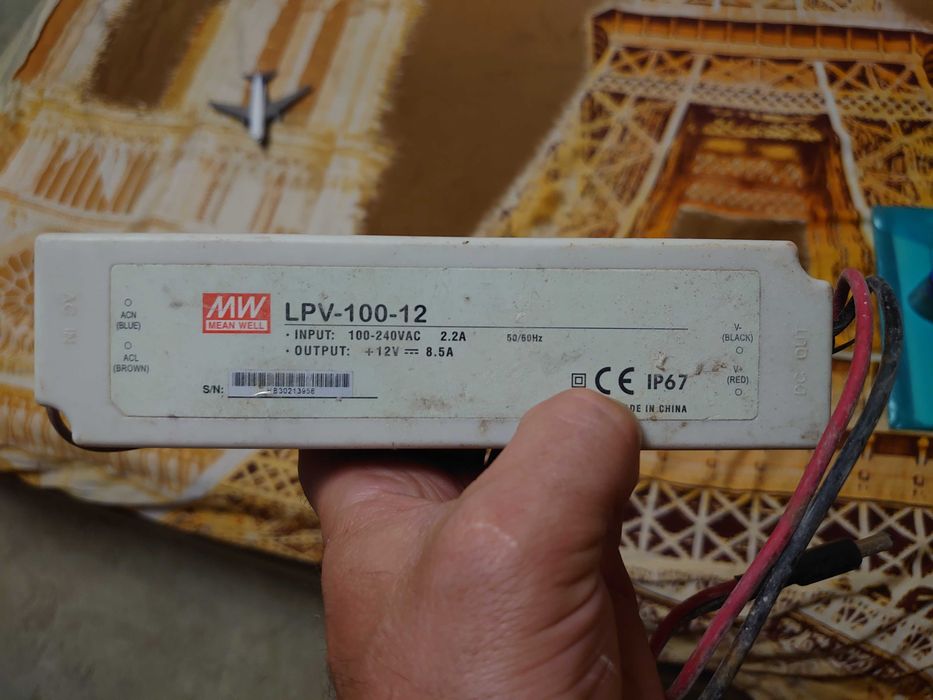 AC IN
ACN
(BLUE)
ACL
(BROWN)
MW
MEAN WELL
LPV-100-12
· INPUT: 100-240VAC 2.2A 50/60Hz
· OUTPUT: +12V ⎓ 8.5A
S/N:
B30213958
CE IP67
DE IN CHINA
V-
(BLACK)
V+
(RED)
DC OUT